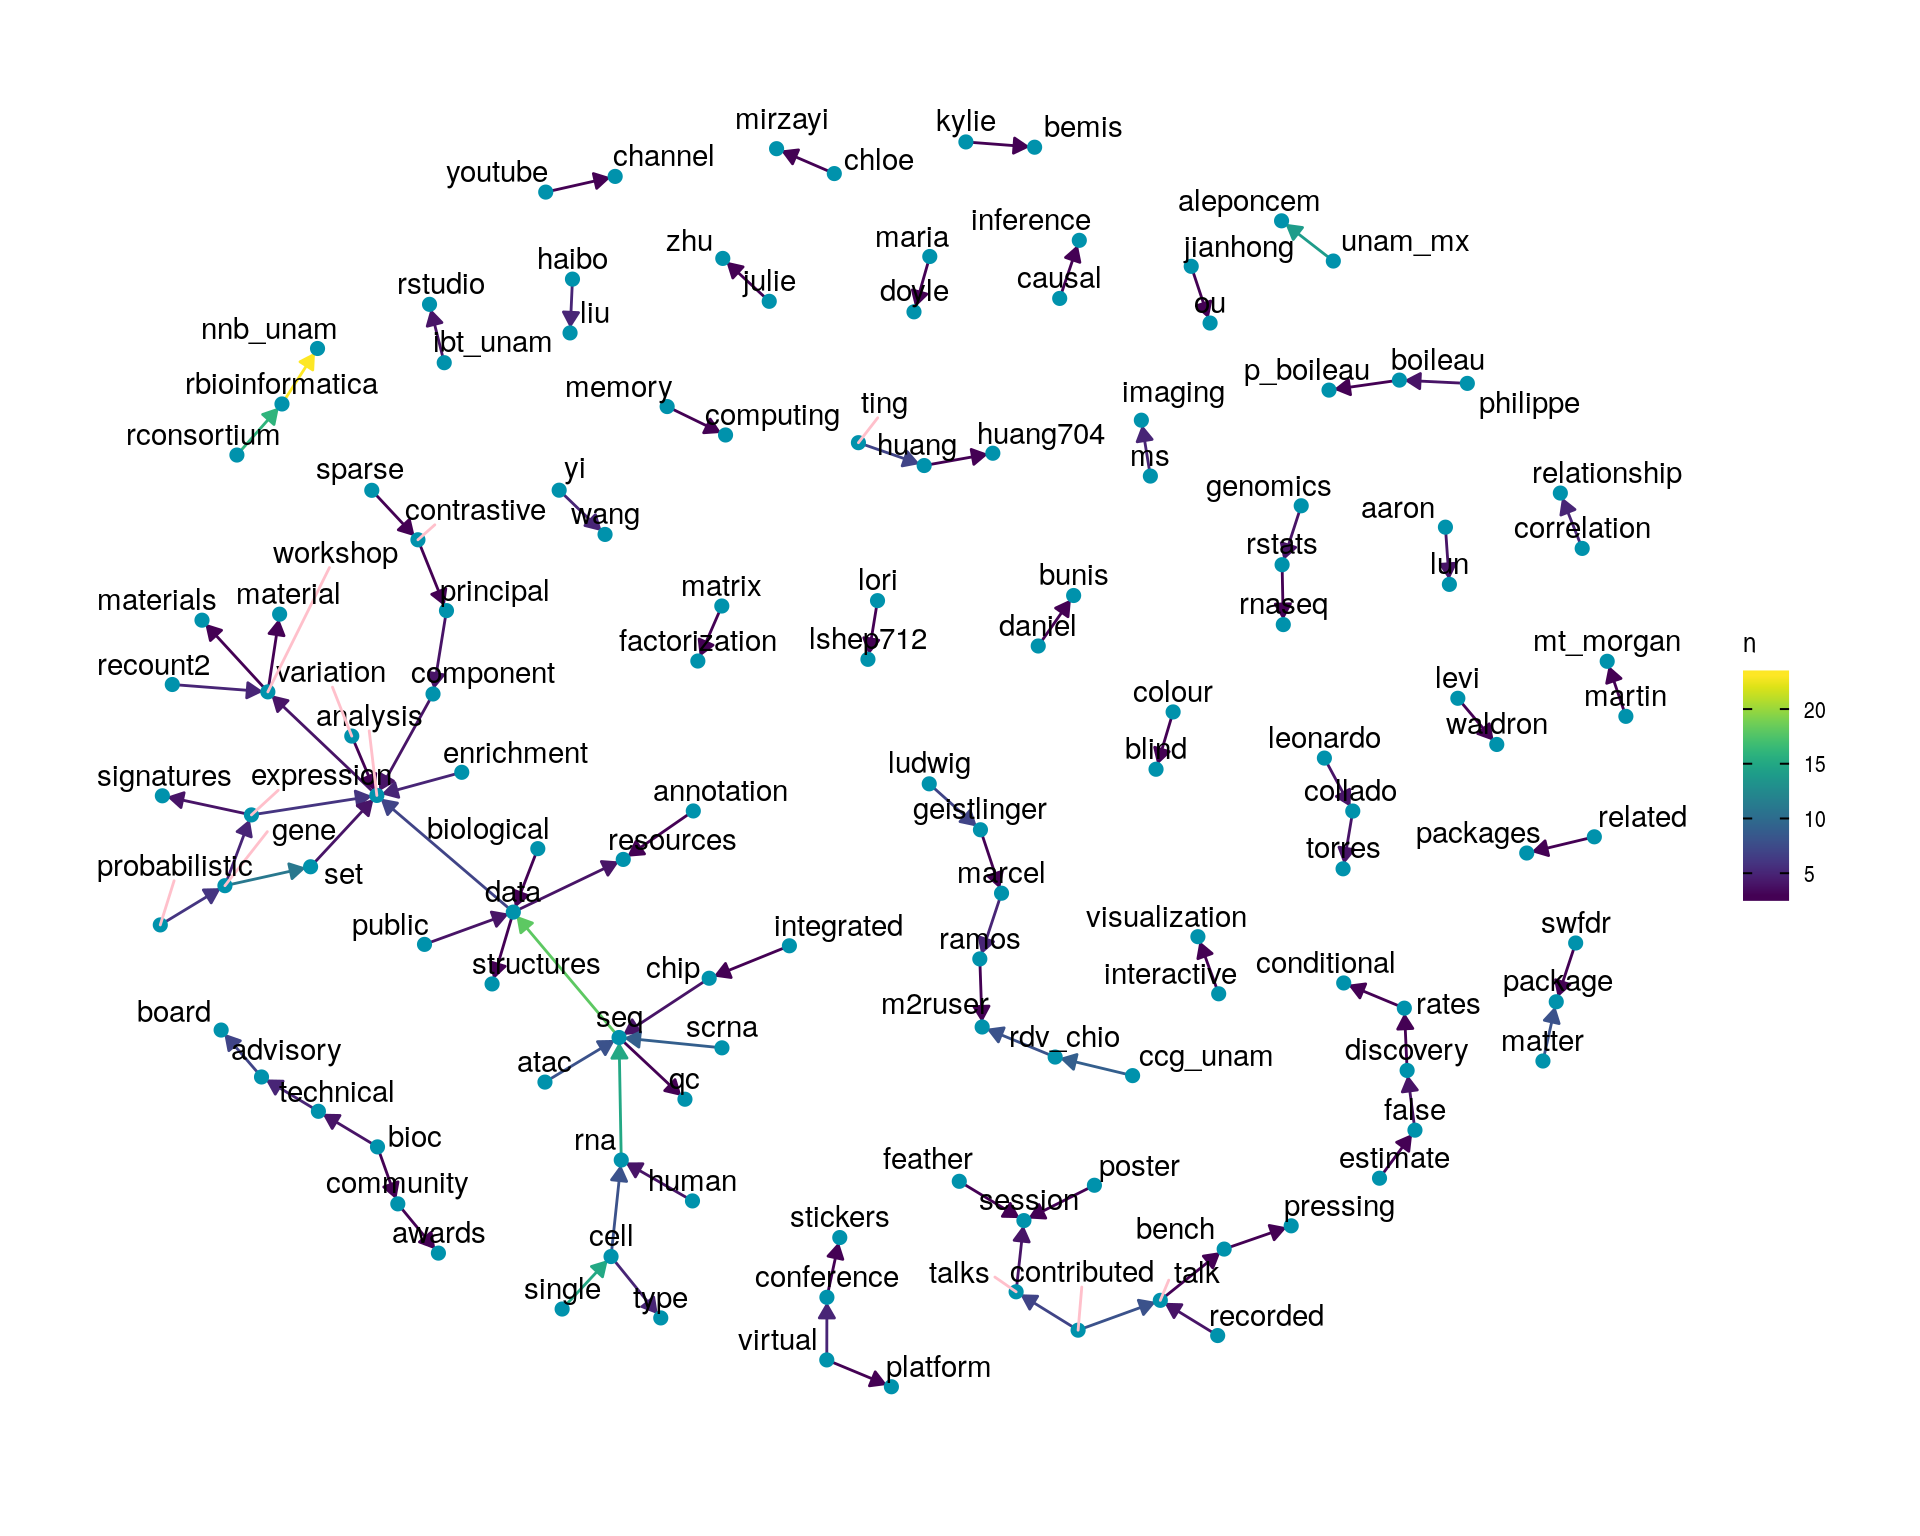 mirzayi
kylie
bemis
youtube
channel
chloe
aleponcem
unam_mx
zhu
maria
inference
jianhong
haibo
julie
doyle
causal
ou
rstudio
liu
nnb_unam
ibt_unam
rbioinformatica
rconsortium
memory
computing
ting
huang
huang704
imaging
ms
p_boileau
boileau
philippe
sparse
contrastive
yi
wang
genomics
rstats
rnaseq
aaron
lun
relationship
correlation
workshop
materials
material
principal
matrix
factorization
lori
lshep712
bunis
daniel
recount2
variation
component
analysis
mt_morgan
martin
levi
waldron
n
20
15
10
5
colour
blind
leonardo
collado
torres
signatures
expression
enrichment
annotation
ludwig
geistlinger
gene
biological
resources
packages
related
probabilistic
set
data
marcel
public
structures
integrated
chip
ramos
visualization
interactive
conditional
rates
swfdr
package
matter
board
advisory
technical
seq
scrna
atac
qc
m2ruser
rdv_chio
ccg_unam
discovery
false
estimate
bioc
community
awards
rna
human
feather
poster
session
cell
single
type
stickers
conference
virtual
platform
bench
pressing
talks
contributed
talk
recorded